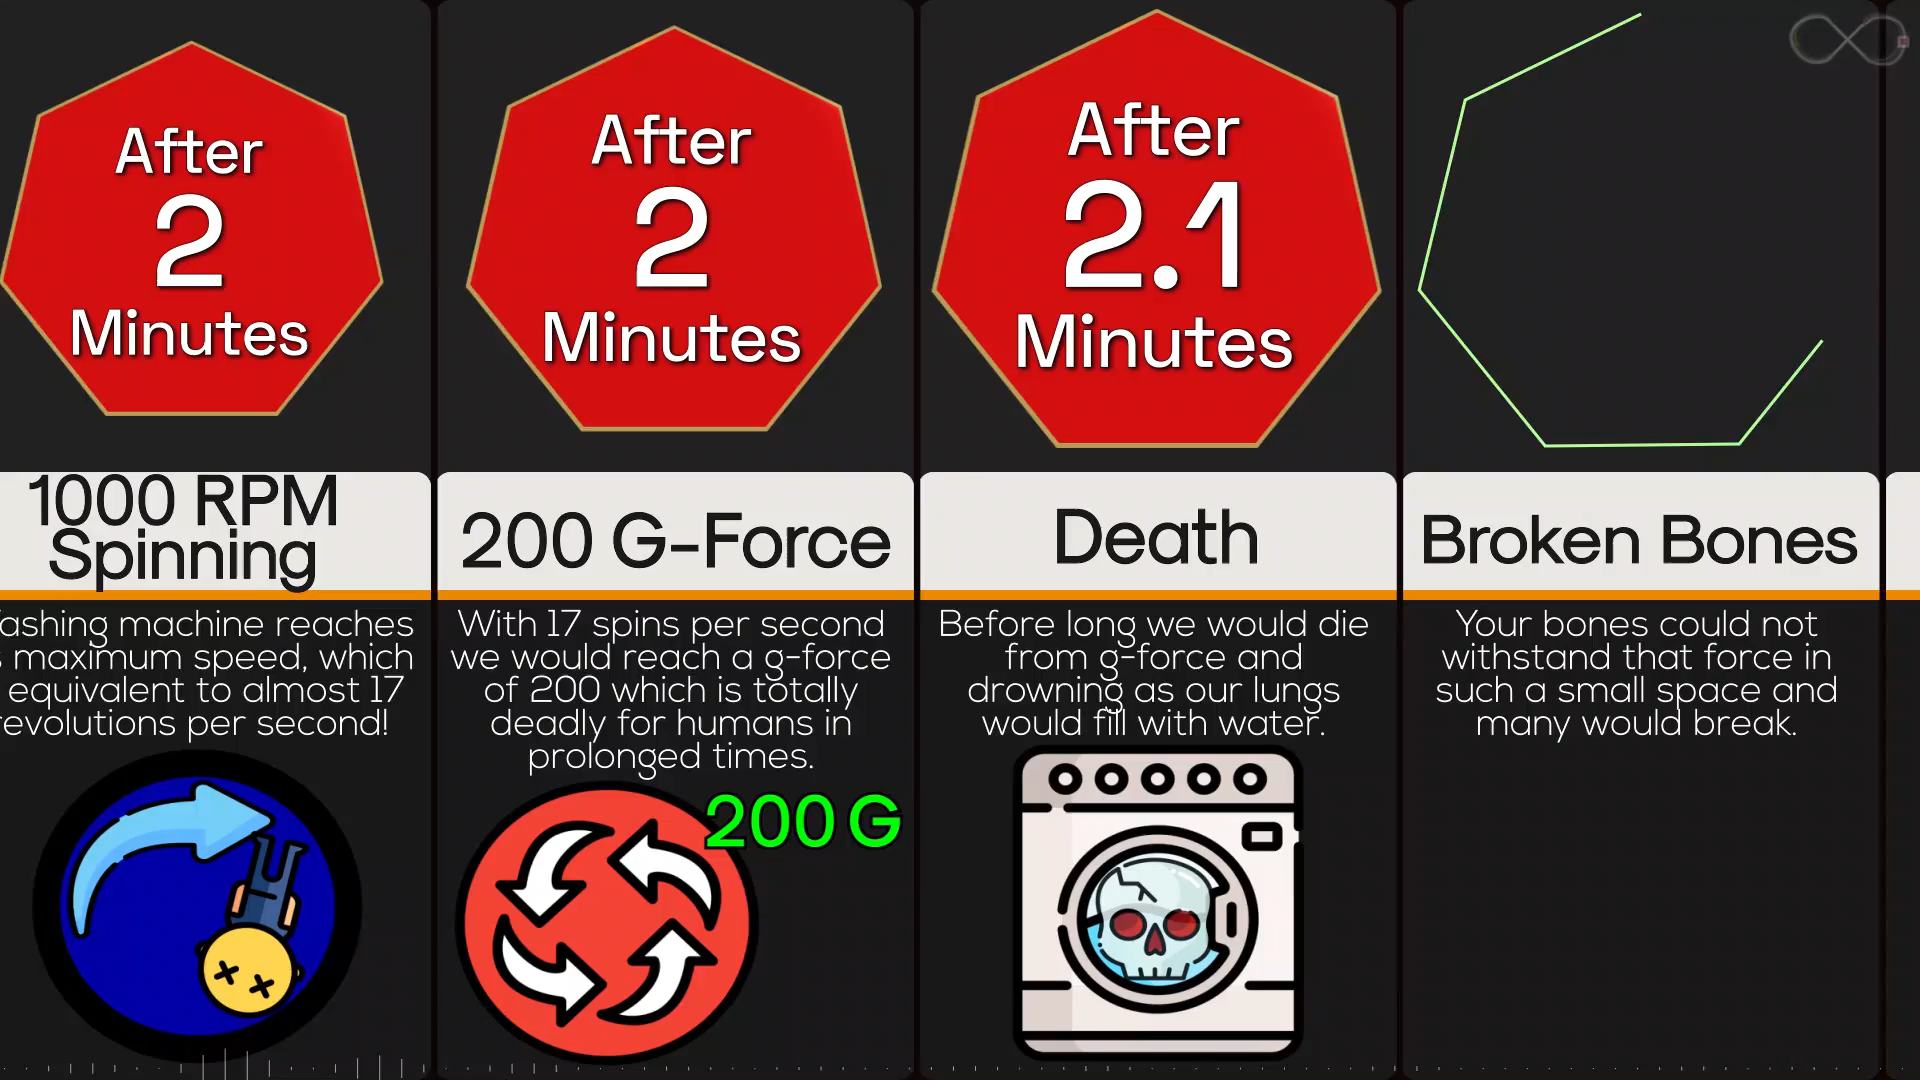 After
2
Minutes
1000 RPM
Spinning
machine reaches
maximum speed, which
equivalent to almost 17
per second!
After
2
Minutes
200 G-Force
With 17 spins per second
we would reach a g-force
of 200 which is totally
deadly for humans in
prolonged times.
200 G
After
2.1
Minutes
Death
Before long we would die
from g-force and
drowning as our lungs
would fill with water.
Broken Bones
Your bones could not
withstand that force in
such a small space and
many would break.